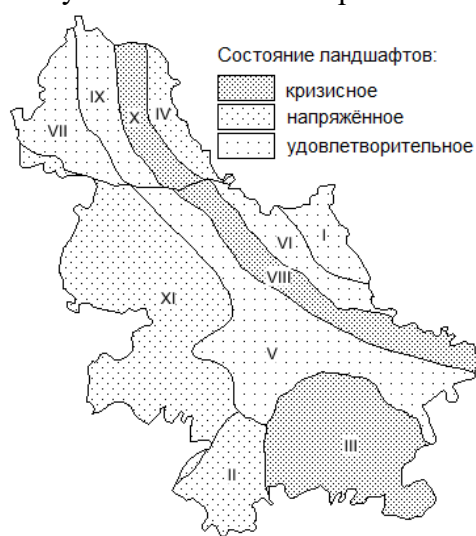 Состояние ландшафтов:
кризисное
напряжённое
удовлетворительное
IX
X
IV
VII
VI
I
VIII
XI
V
III
II